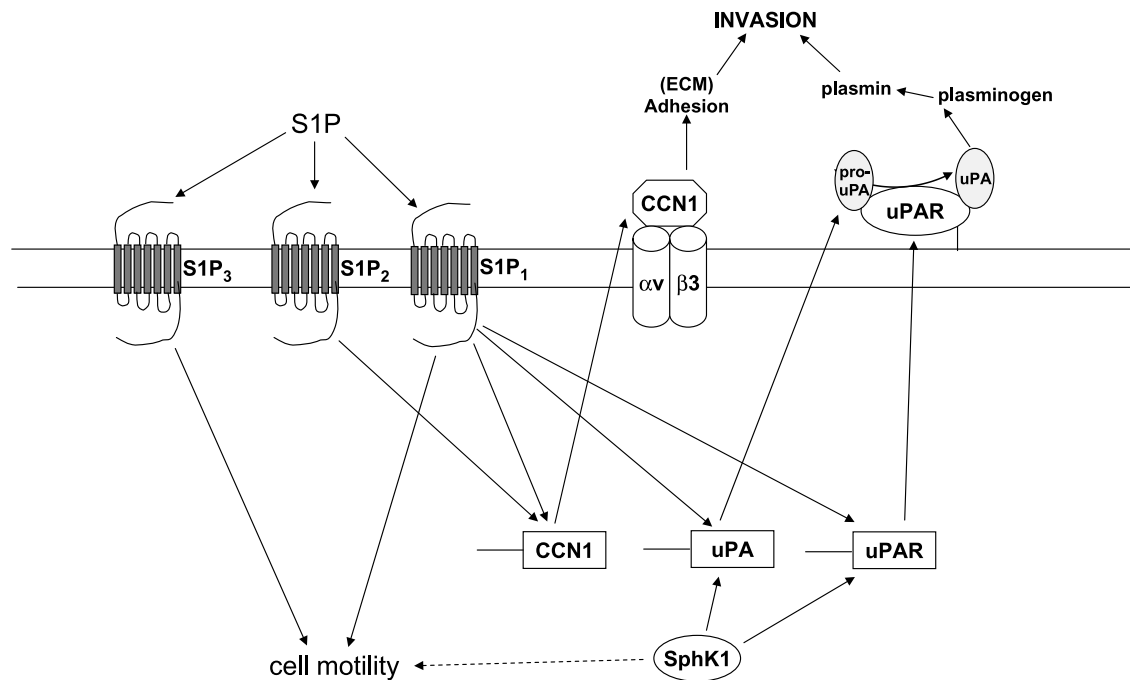 INVASION
(ECM)
Adhesion
plasmin
plasminogen
S1P
pro-
uPA
uPA
uPAR
CCN1
S1P3
S1P2
S1P1
αv
β3
CCN1
uPA
uPAR
SphK1
cell motility